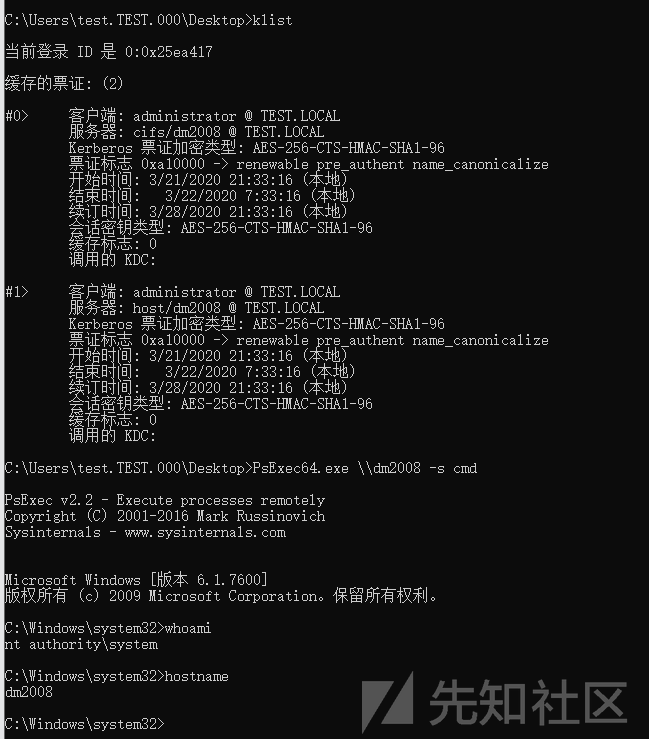 C:\Users\test.TEST.000\Desktop>klist
当前登录 ID 是 0:0x25ea417
缓存的票证: (2)
#0> 客户端: administrator @ TEST.LOCAL
服务器: cifs/dm2008 @ TEST.LOCAL
Kerberos 票证加密类型: AES-256-CTS-HMAC-SHA1-96
票证标志 0xa10000 -> renewable pre_authent name_canonicalize
开始时间: 3/21/2020 21:33:16 (本地)
结束时间:   3/22/2020 7:33:16 (本地)
续订时间: 3/28/2020 21:33:16 (本地)
会话密钥类型: AES-256-CTS-HMAC-SHA1-96
缓存标志: 0
调用的 KDC:
#1> 客户端: administrator @ TEST.LOCAL
服务器: host/dm2008 @ TEST.LOCAL
Kerberos 票证加密类型: AES-256-CTS-HMAC-SHA1-96
票证标志 0xa10000 -> renewable pre_authent name_canonicalize
开始时间: 3/21/2020 21:33:16 (本地)
结束时间:   3/22/2020 7:33:16 (本地)
续订时间: 3/28/2020 21:33:16 (本地)
会话密钥类型: AES-256-CTS-HMAC-SHA1-96
缓存标志: 0
调用的 KDC:
C:\Users\test.TEST.000\Desktop>PsExec64.exe \\dm2008 -s cmd
PsExec v2.2 - Execute processes remotely
Copyright (C) 2001-2016 Mark Russinovich
Sysinternals - www.sysinternals.com
Microsoft Windows [版本 6.1.7600]
版权所有 (c) 2009 Microsoft Corporation。保留所有权利。
C:\Windows\system32>whoami
nt authority\system
C:\Windows\system32>hostname
dm2008
C:\Windows\system32>
先知社区